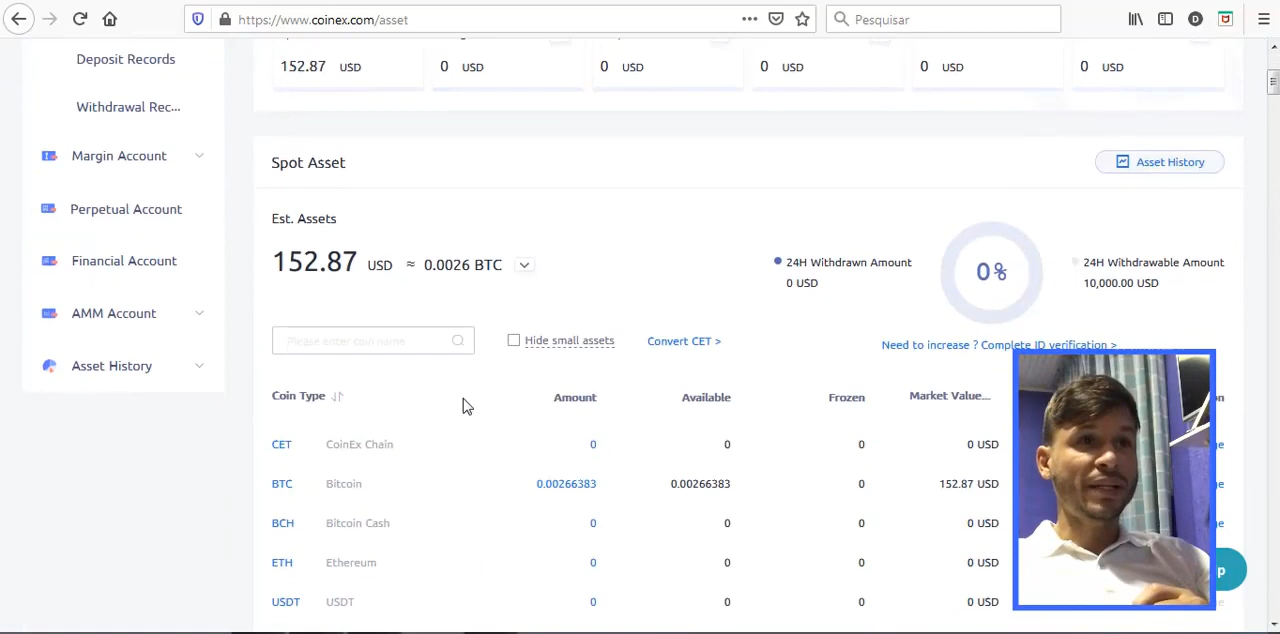 https://www.coinex.com/asset
Pesquisar
Deposit Records
Withdrawal Rec...
Margin Account
Perpetual Account
Financial Account
AMM Account
Asset History
152.87 USD 0 USD 0 USD 0 USD 0 USD 0 USD
Spot Asset
Asset History
Est. Assets
152.87 USD ≈ 0.0026 BTC
24H Withdrawn Amount
0 USD
0%
24H Withdrawable Amount
10,000.00 USD
Please enter coin name
Hide small assets
Convert CET >
Need to increase ? Complete ID verification >
Coin Type Amount Available Frozen Market Value...
CET CoinEx Chain 0 0 0 0 USD
BTC Bitcoin 0.00266383 0.00266383 0 152.87 USD
BCH Bitcoin Cash 0 0 0 0 USD
ETH Ethereum 0 0 0 0 USD
USDT USDT 0 0 0 0 USD